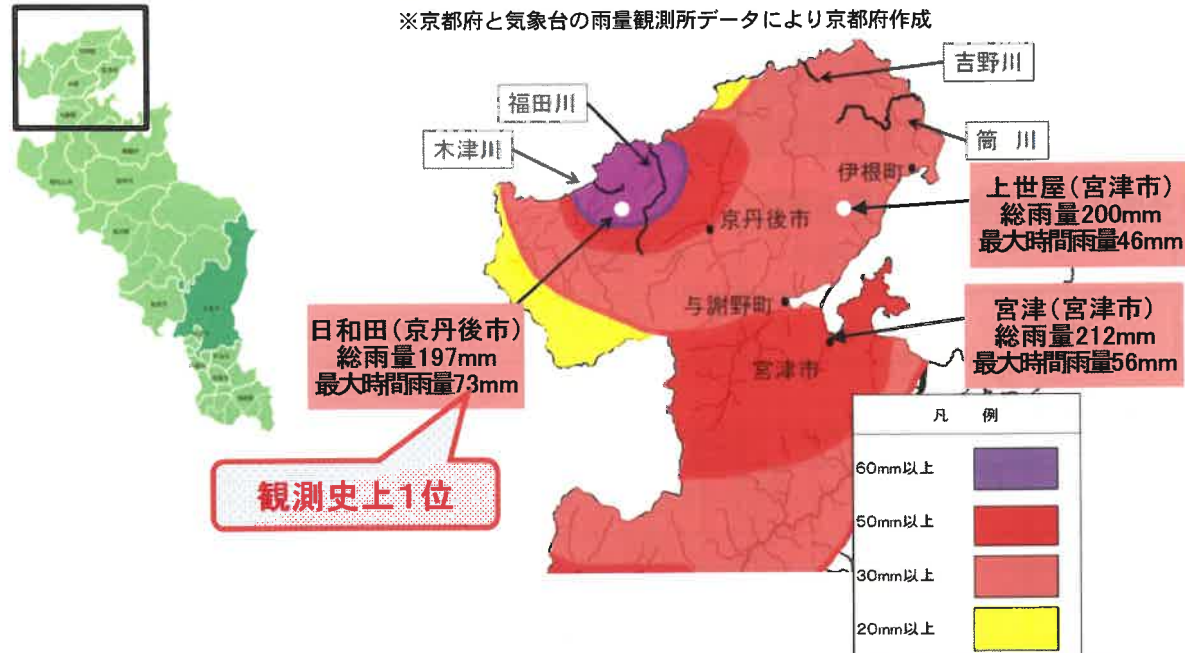 ※京都府と気象台の雨量観測所データにより京都府作成
吉野川
福田川
木津川
筒 川
伊根町
上世屋(宮津市)
総雨量200mm
最大時間雨量46mm
京丹後市
与謝野町
宮津(宮津市)
総雨量212mm
最大時間雨量56mm
日和田(京丹後市)
総雨量197mm
最大時間雨量73mm
宮津市
観測史上1位
凡 例
60mm以上
50mm以上
30mm以上
20mm以上